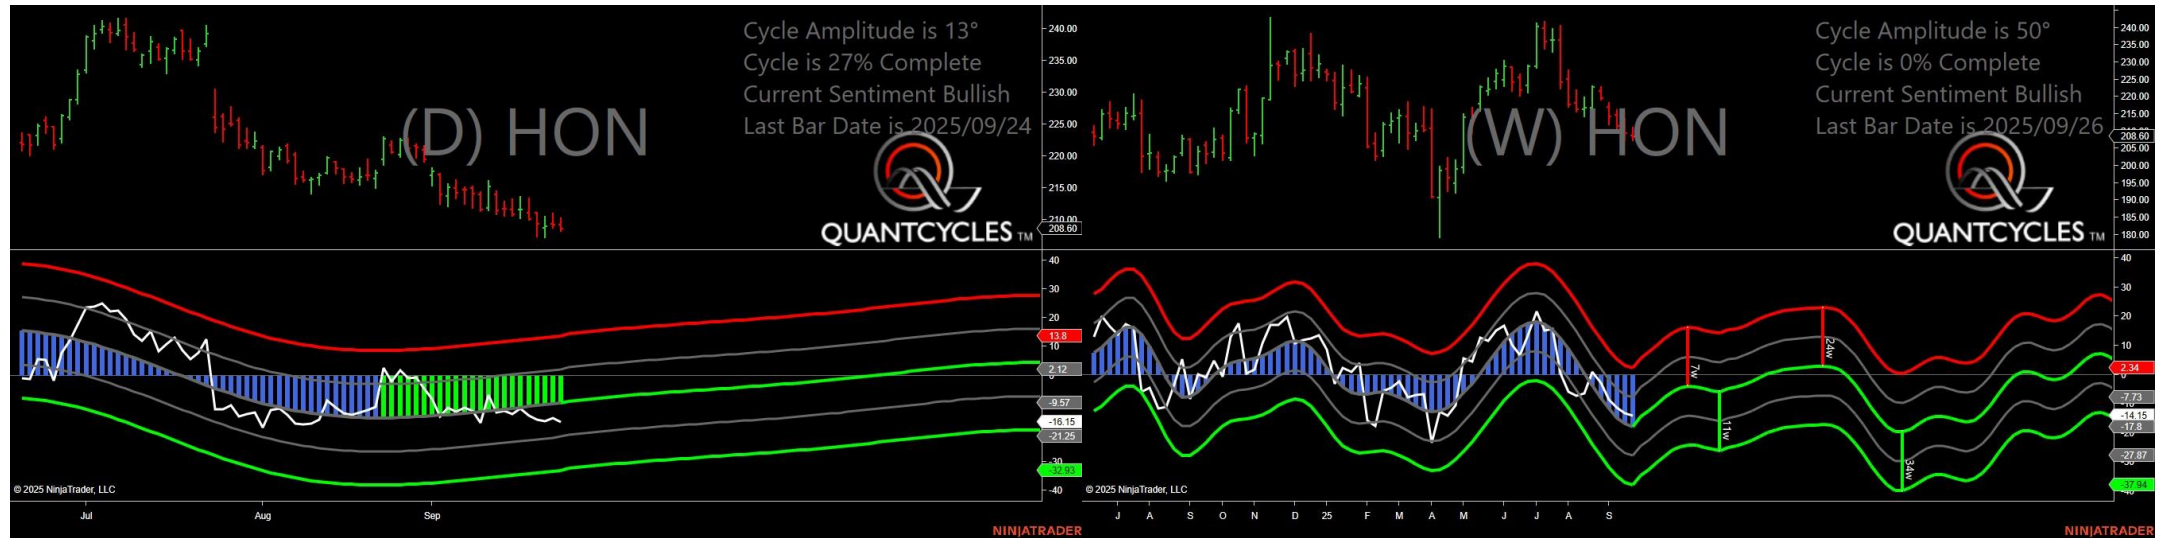 Cycle Amplitude is 13°
Cycle is 27% Complete
Current Sentiment Bullish
Last Bar Date is 2025/09/24
(D) HON
QUANTCYCLES TM
240.00
235.00
230.00
225.00
220.00
215.00
210.00
208.60
40
30
20
13.8
10
2.12
-9.57
-16.15
-21.25
-32.93
-40
© 2025 NinjaTrader, LLC
Jul Aug Sep
NINJATRADER
Cycle Amplitude is 50°
Cycle is 0% Complete
Current Sentiment Bullish
Last Bar Date is 2025/09/26
(W) HON
QUANTCYCLES TM
240.00
235.00
230.00
225.00
220.00
215.00
208.60
205.00
200.00
195.00
190.00
185.00
180.00
40
30
20
10
2.34
-7.73
-14.15
-17.8
-27.87
-37.94
7w
11w
24w
34w
© 2025 NinjaTrader, LLC
J A S O N D 25 F M A M J J A S
NINJATRADER